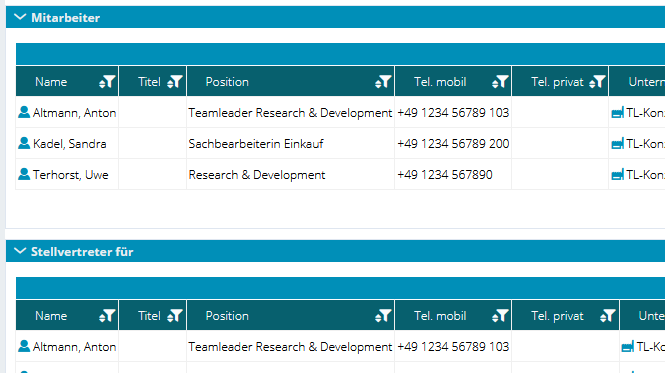 Mitarbeiter
Name Titel Position Tel. mobil Tel. privat Untern
Altmann, Anton Teamleader Research & Development +49 1234 56789 103 TL-Kon
Kadel, Sandra Sachbearbeiterin Einkauf +49 1234 56789 200 TL-Kon
Terhorst, Uwe Research & Development +49 1234 567890 TL-Kon
Stellvertreter für
Name Titel Position Tel. mobil Tel. privat Unte
Altmann, Anton Teamleader Research & Development +49 1234 56789 103 TL-Ko